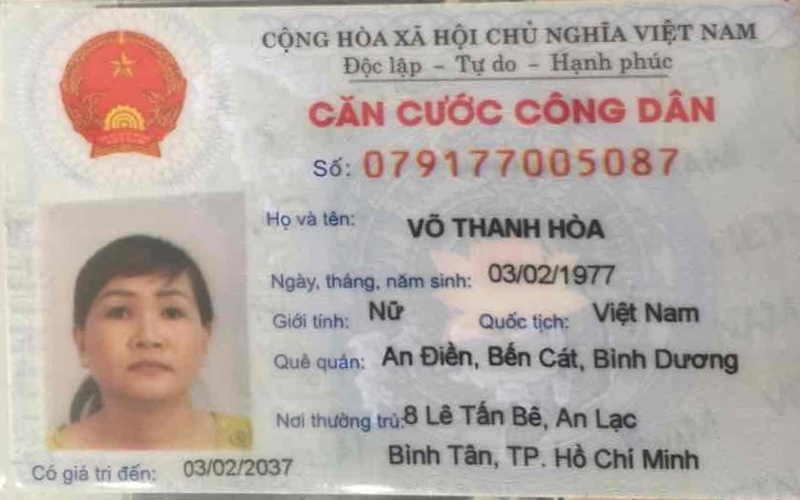 CỘNG HÒA XÃ HỘI CHỦ NGHĨA VIỆT NAM
Độc lập - Tự do - Hạnh phúc
CĂN CƯỚC CÔNG DÂN
Số: 079177005087
Họ và tên: VÕ THANH HÒA
Ngày, tháng, năm sinh: 03/02/1977
Giới tính: Nữ Quốc tịch: Việt Nam
Quê quán: An Điền, Bến Cát, Bình Dương
Nơi thường trú: 8 Lê Tấn Bê, An Lạc
Bình Tân, TP. Hồ Chí Minh
Có giá trị đến: 03/02/2037